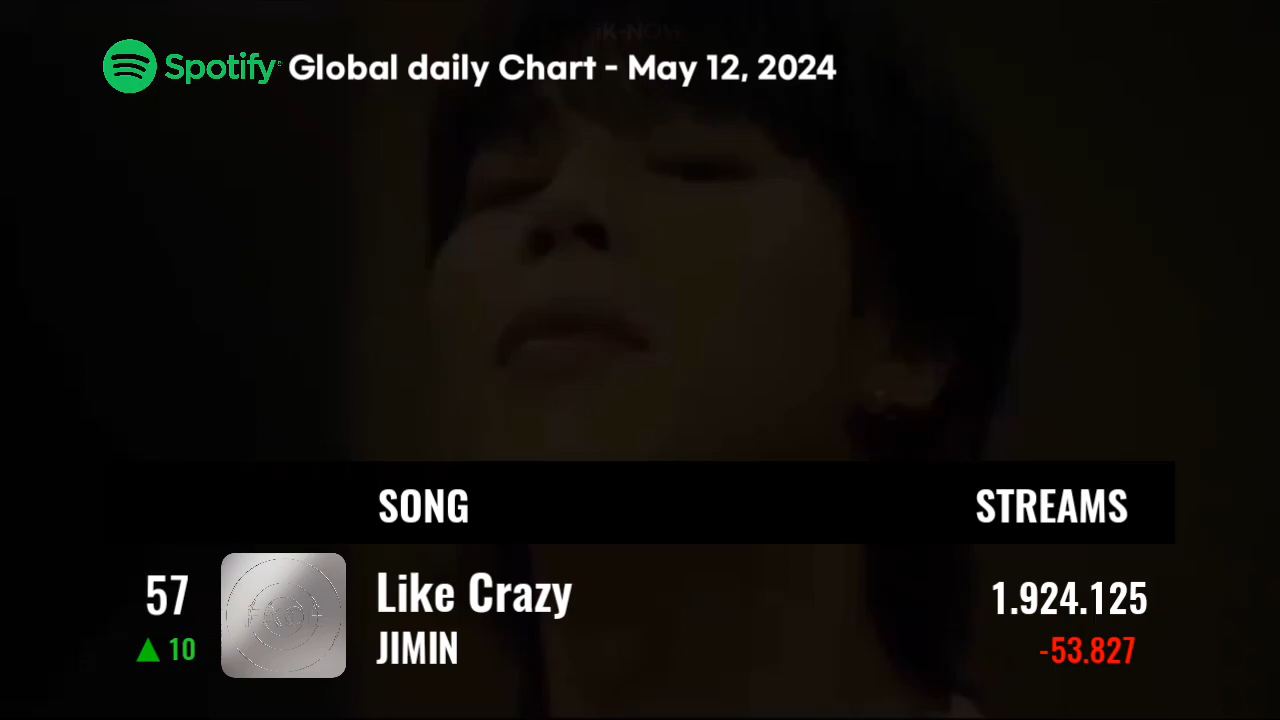 Spotify Global daily Chart - May 12, 2024
SONG STREAMS
57 Like Crazy 1.924.125
▲ 10 JIMIN -53.827